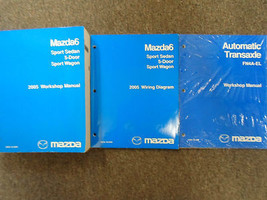 Mazda6
Sport Sedan
5-Door
Sport Wagon
2005 Workshop Manual
mazda
Mazda6
Sport Sedan
5-Door
Sport Wagon
2005 Wiring Diagram
mazda
Automatic
Transaxle
FN4A-EL
Workshop Manual
mazda